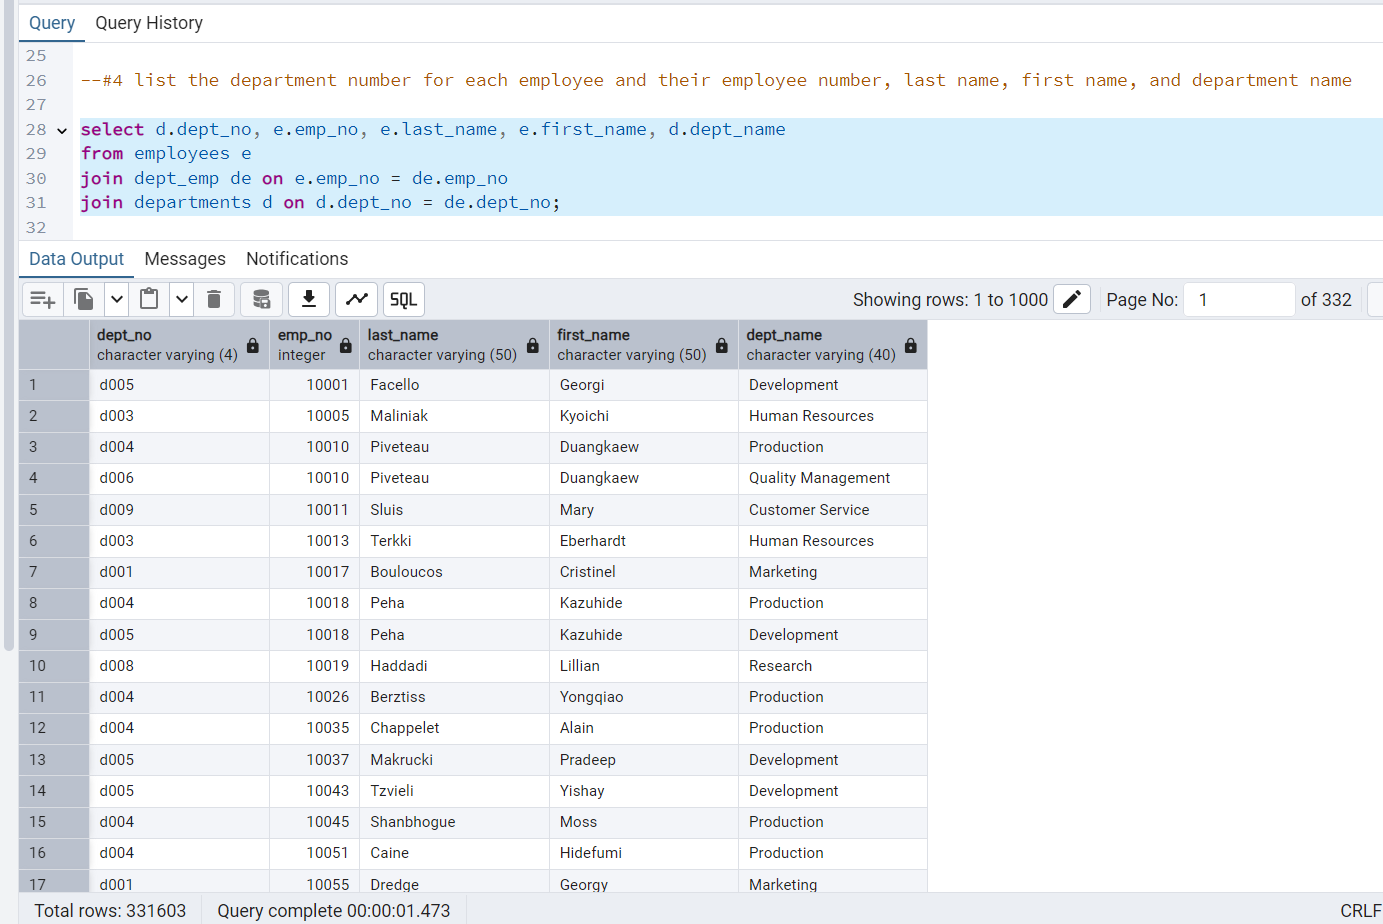 Query Query History
25
26 --#4 list the department number for each employee and their employee number, last name, first name, and department name
27
28 select d.dept_no, e.emp_no, e.last_name, e.first_name, d.dept_name
29 from employees e
30 join dept_emp de on e.emp_no = de.emp_no
31 join departments d on d.dept_no = de.dept_no;
32
Data Output Messages Notifications
SQL Showing rows: 1 to 1000 Page No: 1 of 332
dept_no emp_no last_name first_name dept_name
character varying (4) integer character varying (50) character varying (50) character varying (40)
1 d005 10001 Facello Georgi Development
2 d003 10005 Maliniak Kyoichi Human Resources
3 d004 10010 Piveteau Duangkaew Production
4 d006 10010 Piveteau Duangkaew Quality Management
5 d009 10011 Sluis Mary Customer Service
6 d003 10013 Terkki Eberhardt Human Resources
7 d001 10017 Bouloucos Cristinel Marketing
8 d004 10018 Peha Kazuhide Production
9 d005 10018 Peha Kazuhide Development
10 d008 10019 Haddadi Lillian Research
11 d004 10026 Berztiss Yongqiao Production
12 d004 10035 Chappelet Alain Production
13 d005 10037 Makrucki Pradeep Development
14 d005 10043 Tzvieli Yishay Development
15 d004 10045 Shanbhogue Moss Production
16 d004 10051 Caine Hidefumi Production
17 d001 10055 Dredge Georgy Marketing
Total rows: 331603 Query complete 00:00:01.473 CRLF